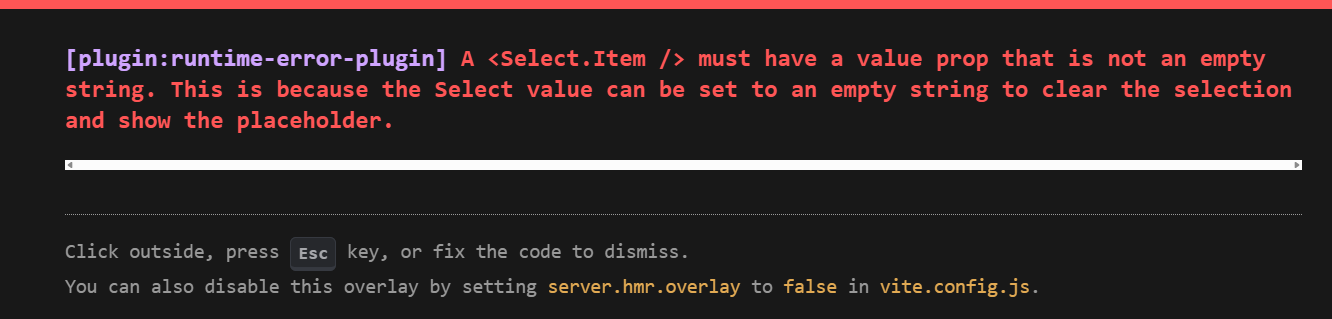 [plugin:runtime-error-plugin] A <Select.Item /> must have a value prop that is not an empty
string. This is because the Select value can be set to an empty string to clear the selection
and show the placeholder.
Click outside, press Esc key, or fix the code to dismiss.
You can also disable this overlay by setting server.hmr.overlay to false in vite.config.js.